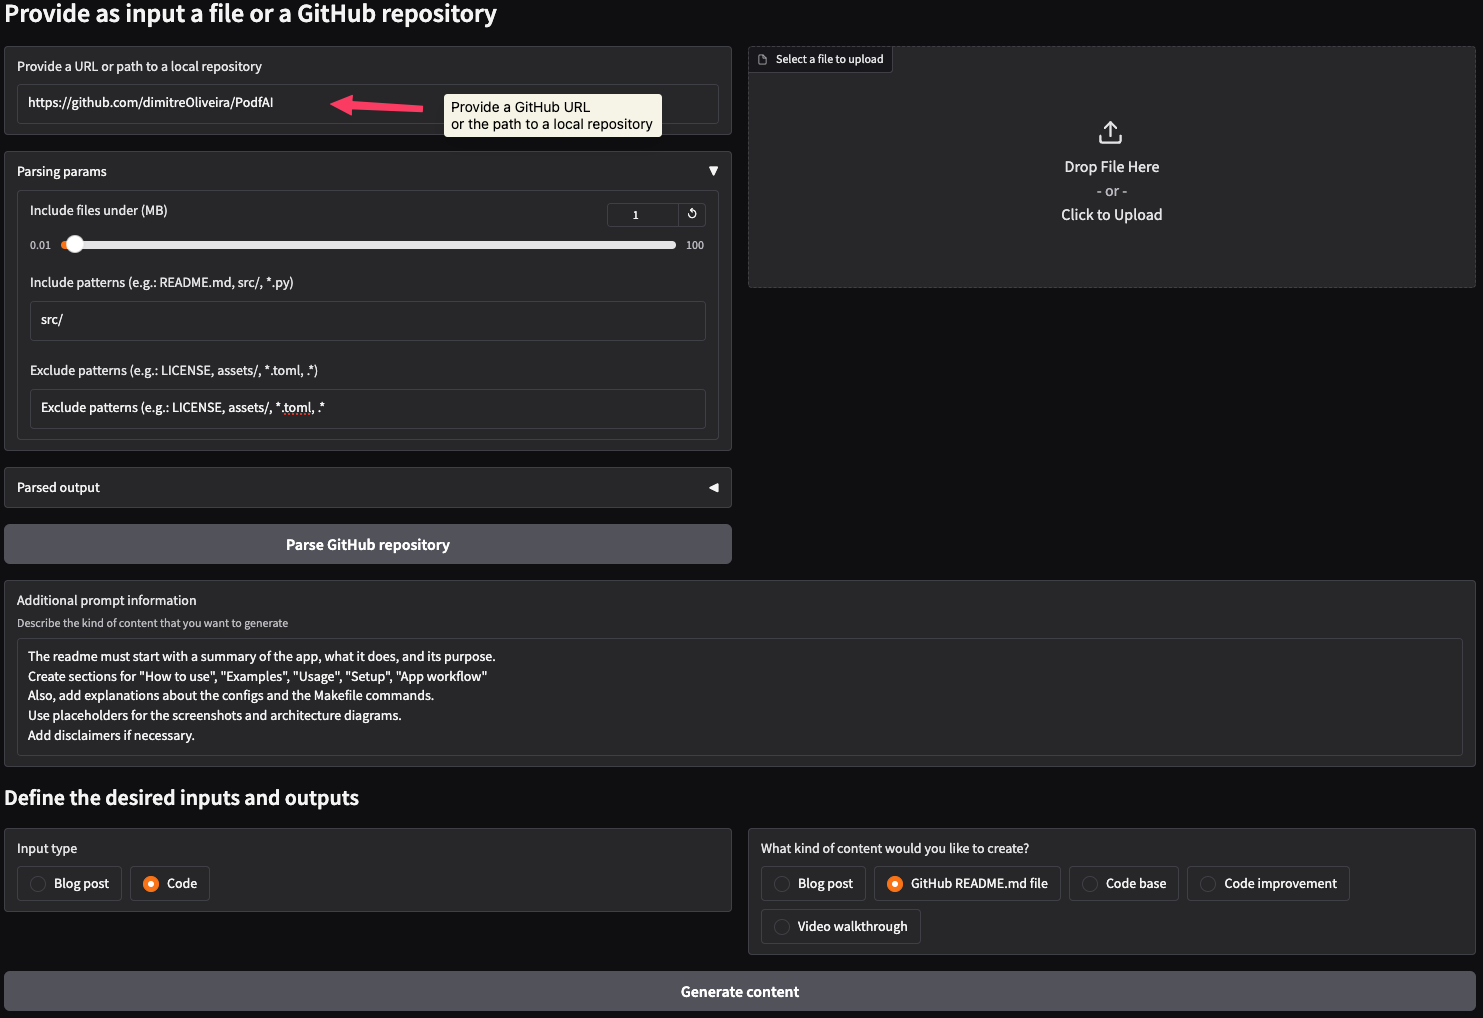 Provide as input a file or a GitHub repository
Provide a URL or path to a local repository
https://github.com/dimitreOliveira/PodfAI
Provide a GitHub URL
or the path to a local repository
Select a file to upload
Drop File Here
- or -
Click to Upload
Parsing params
▼
Include files under (MB)
1
0.01
100
Include patterns (e.g.: README.md, src/, *.py)
src/
Exclude patterns (e.g.: LICENSE, assets/, *.toml, .*)
Exclude patterns (e.g.: LICENSE, assets/, *.toml, .*
Parsed output
◀
Parse GitHub repository
Additional prompt information
Describe the kind of content that you want to generate
The readme must start with a summary of the app, what it does, and its purpose.
Create sections for "How to use", "Examples", "Usage", "Setup", "App workflow"
Also, add explanations about the configs and the Makefile commands.
Use placeholders for the screenshots and architecture diagrams.
Add disclaimers if necessary.
Define the desired inputs and outputs
Input type
Blog post
Code
What kind of content would you like to create?
Blog post
GitHub README.md file
Code base
Code improvement
Video walkthrough
Generate content